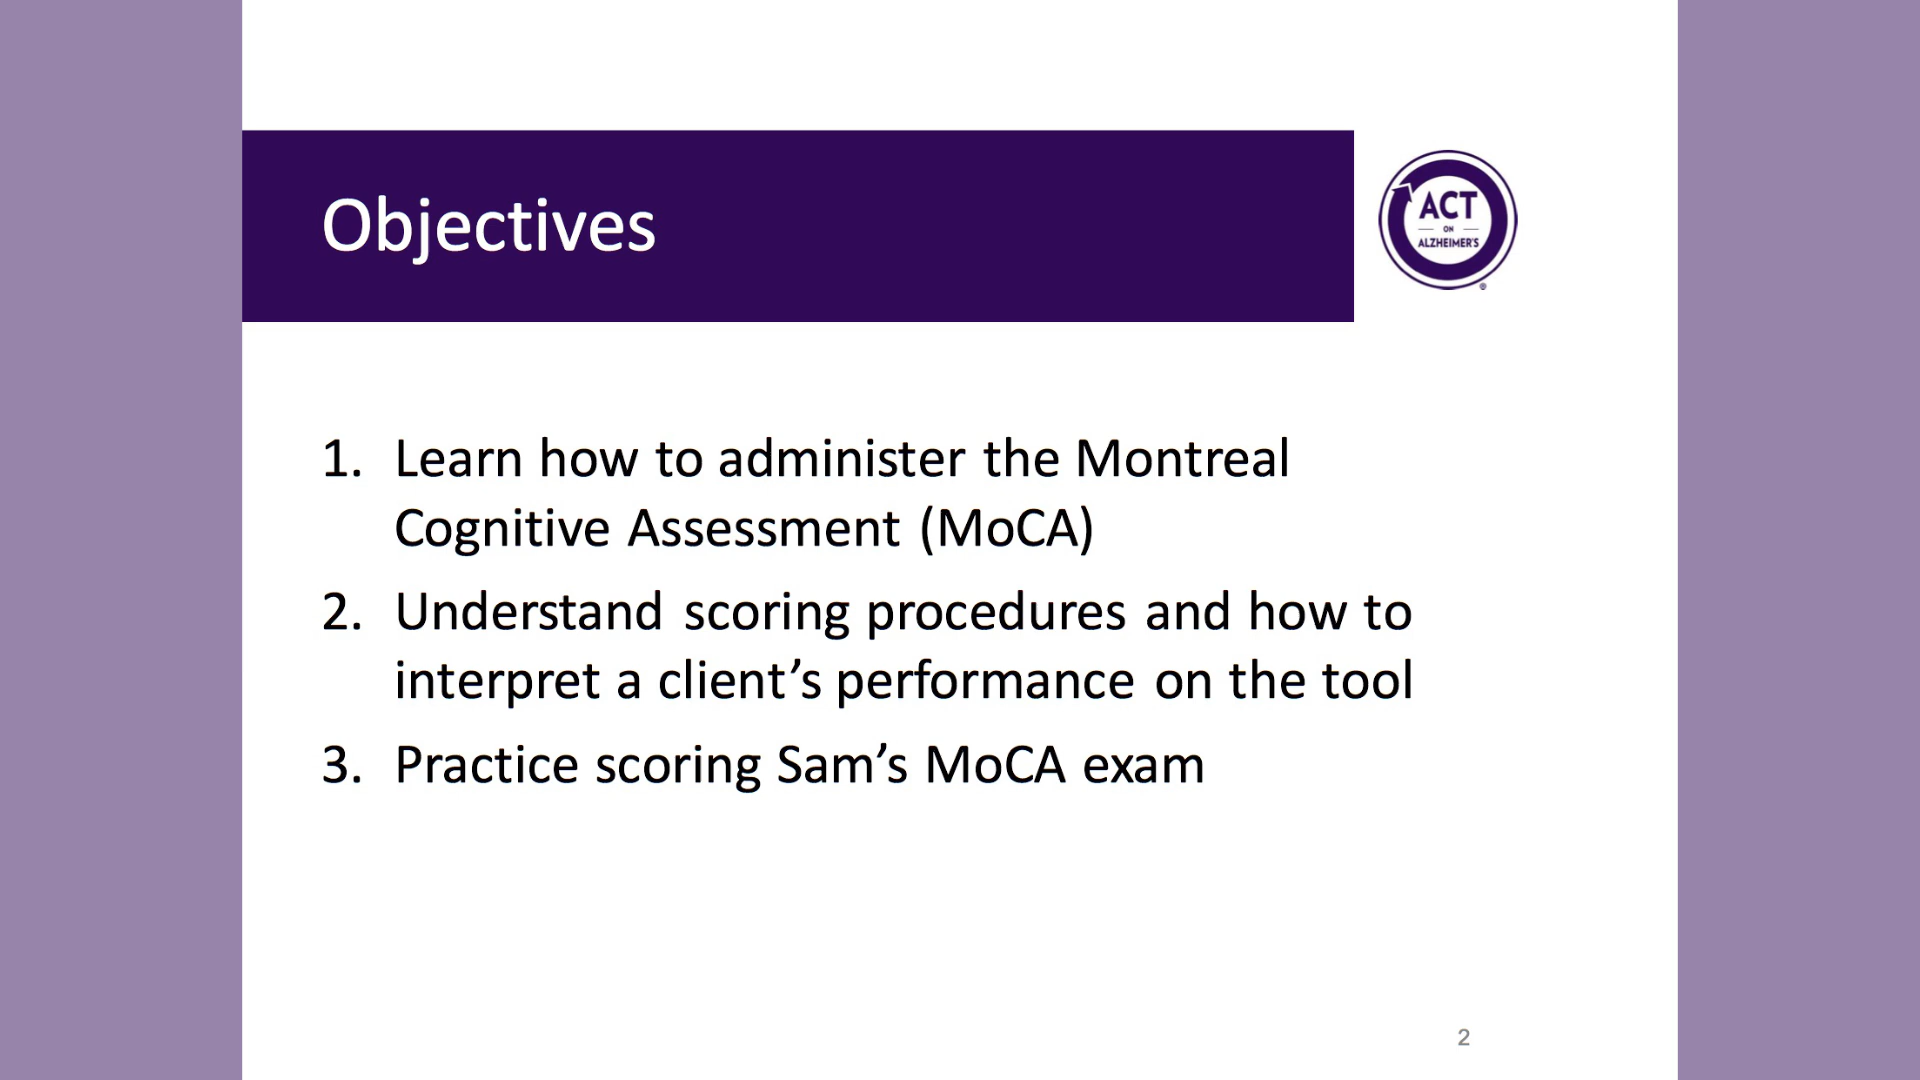 Objectives
ACT
ON
ALZHEIMER'S
®
1. Learn how to administer the Montreal
Cognitive Assessment (MoCA)
2. Understand scoring procedures and how to
interpret a client’s performance on the tool
3. Practice scoring Sam’s MoCA exam
2